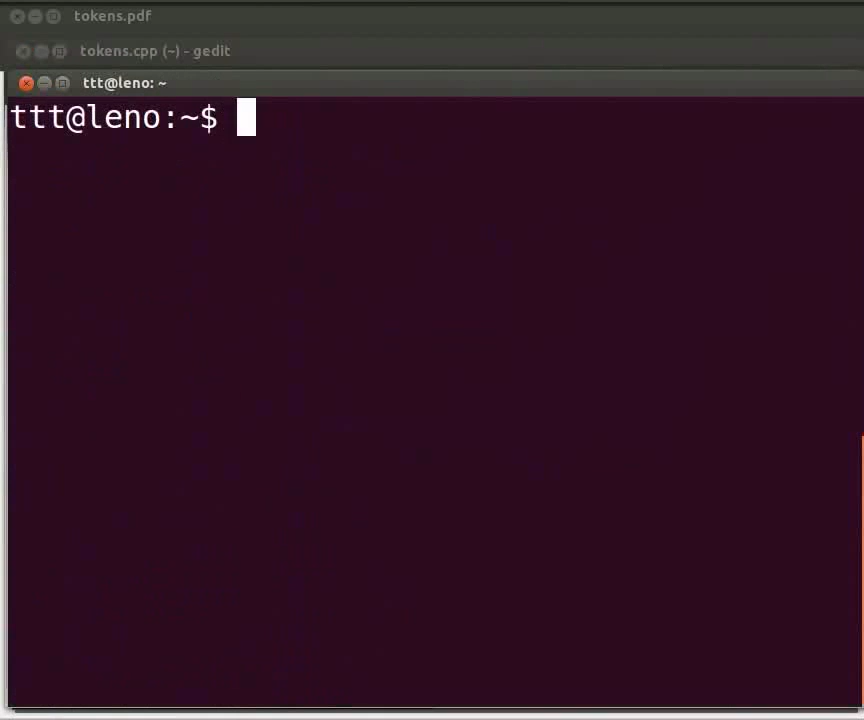 tokens.pdf
tokens.cpp (~) - gedit
ttt@leno: ~
ttt@leno:~$